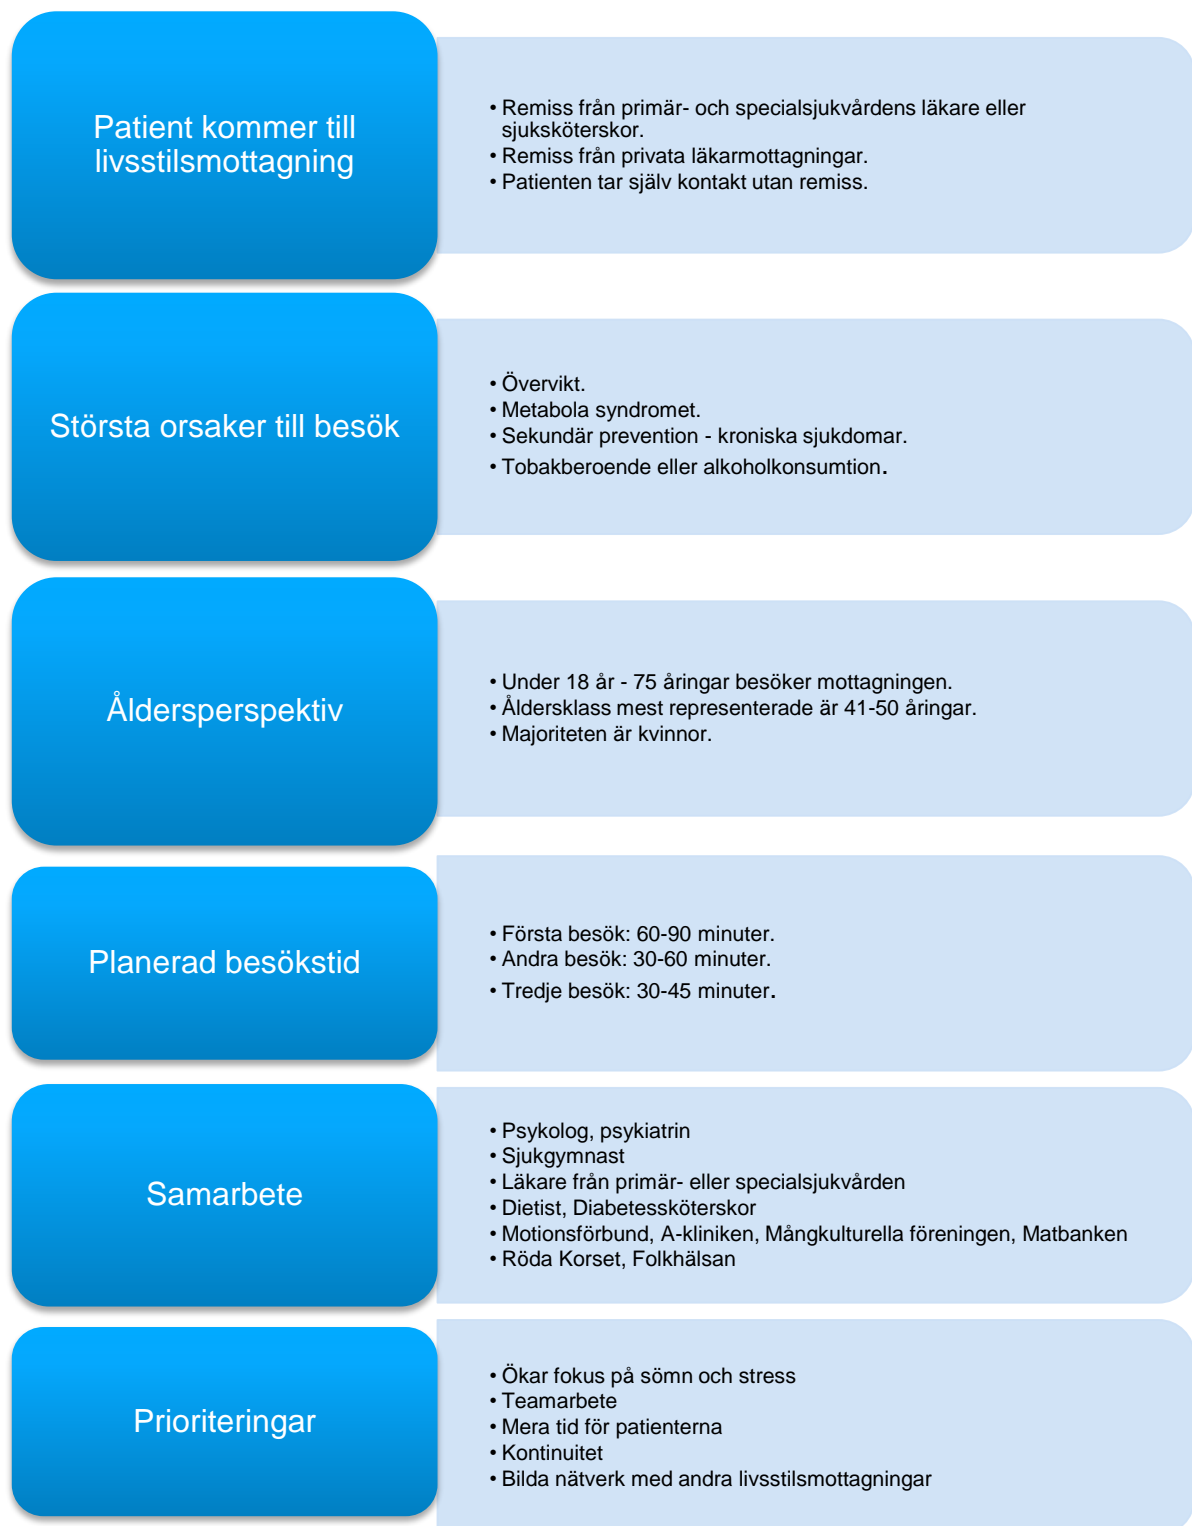 Patient kommer till
livsstilsmottagning
• Remiss från primär- och specialsjukvårdens läkare eller
sjuksköterskor.
• Remiss från privata läkarmottagningar.
• Patienten tar själv kontakt utan remiss.
Största orsaker till besök
• Övervikt.
• Metabola syndromet.
• Sekundär prevention - kroniska sjukdomar.
• Tobakberoende eller alkoholkonsumtion.
Åldersperspektiv
• Under 18 år - 75 åringar besöker mottagningen.
• Åldersklass mest representerade är 41-50 åringar.
• Majoriteten är kvinnor.
Planerad besökstid
• Första besök: 60-90 minuter.
• Andra besök: 30-60 minuter.
• Tredje besök: 30-45 minuter.
Samarbete
• Psykolog, psykiatrin
• Sjukgymnast
• Läkare från primär- eller specialsjukvården
• Dietist, Diabetessköterskor
• Motionsförbund, A-kliniken, Mångkulturella föreningen, Matbanken
• Röda Korset, Folkhälsan
Prioriteringar
• Ökar fokus på sömn och stress
• Teamarbete
• Mera tid för patienterna
• Kontinuitet
• Bilda nätverk med andra livsstilsmottagningar